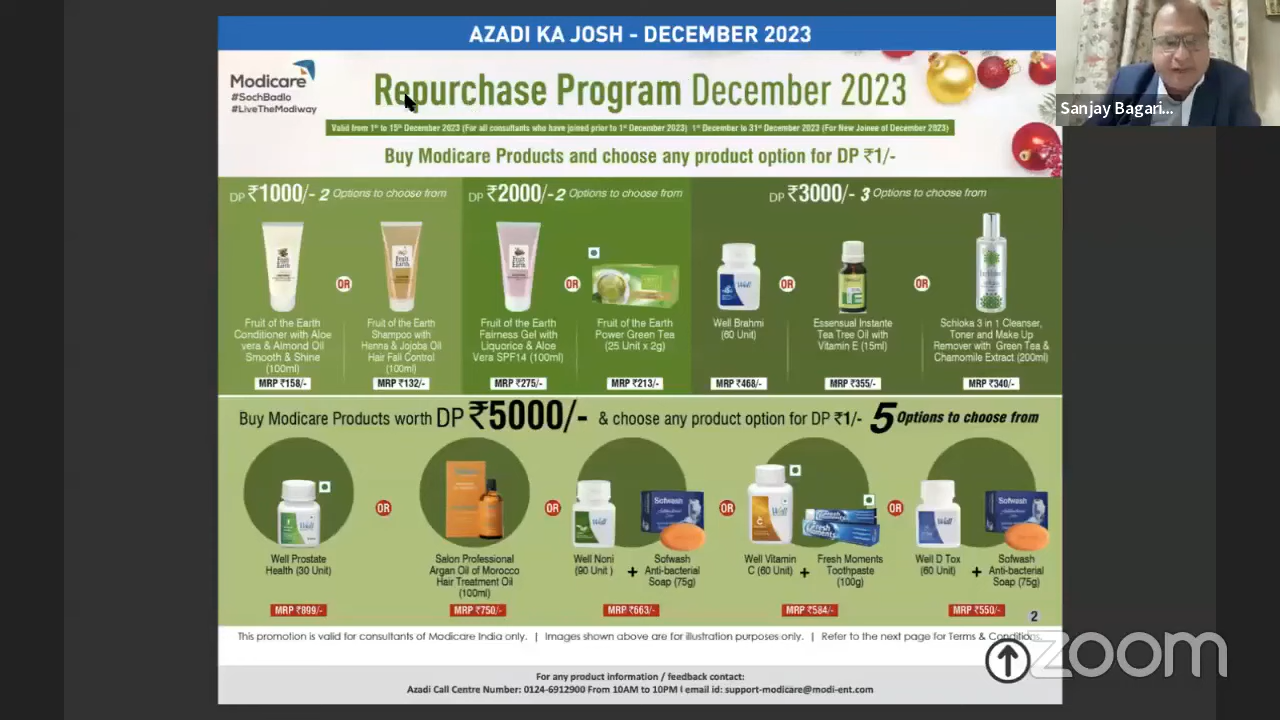 AZADI KA JOSH - DECEMBER 2023
Modicare
#SochBadlo
#LiveTheModiway
Repurchase Program December 2023
Valid from 1st to 15th December 2023 (For all consultants who have joined prior to 1st December 2023) 1st December to 31st December 2023 (For New Joinee of December 2023)
Buy Modicare Products and choose any product option for DP ₹1/-
Sanjay Bagari...
DP ₹1000/- 2 Options to choose from
Fruit of the Earth
Conditioner with Aloe
vera & Almond Oil
Smooth & Shine
(100ml)
MRP ₹158/-
OR
Fruit of the Earth
Shampoo with
Henna & Jojoba Oil
Hair Fall Control
(100ml)
MRP ₹132/-
DP ₹2000/- 2 Options to choose from
Fruit of the Earth
Fairness Gel with
Liquorice & Aloe
Vera SPF14 (100ml)
MRP ₹275/-
OR
Fruit of the Earth
Power Green Tea
(25 Unit x 2g)
MRP ₹213/-
DP ₹3000/- 3 Options to choose from
Well Brahmi
(60 Unit)
MRP ₹468/-
OR
Essensual Instante
Tea Tree Oil with
Vitamin E (15ml)
MRP ₹355/-
OR
Schloka 3 in 1 Cleanser,
Toner and Make Up
Remover with Green Tea &
Chamomile Extract (200ml)
MRP ₹340/-
Buy Modicare Products worth DP ₹5000/- & choose any product option for DP ₹1/- 5 Options to choose from
Well Prostate
Health (30 Unit)
MRP ₹899/-
OR
Salon Professional
Argan Oil of Morocco
Hair Treatment Oil
(100ml)
MRP ₹750/-
OR
Well Noni
(90 Unit )
+
Sofwash
Anti-bacterial
Soap (75g)
MRP ₹663/-
OR
Well Vitamin
C (60 Unit)
+
Fresh Moments
Toothpaste
(100g)
MRP ₹584/-
OR
Well D Tox
(60 Unit)
+
Sofwash
Anti-bacterial
Soap (75g)
MRP ₹550/-
2
This promotion is valid for consultants of Modicare India only. | Images shown above are for illustration purposes only. | Refer to the next page for Terms & Conditions.
zoom
For any product information / feedback contact:
Azadi Call Centre Number: 0124-6912900 From 10AM to 10PM I email id: support-modicare@modi-ent.com